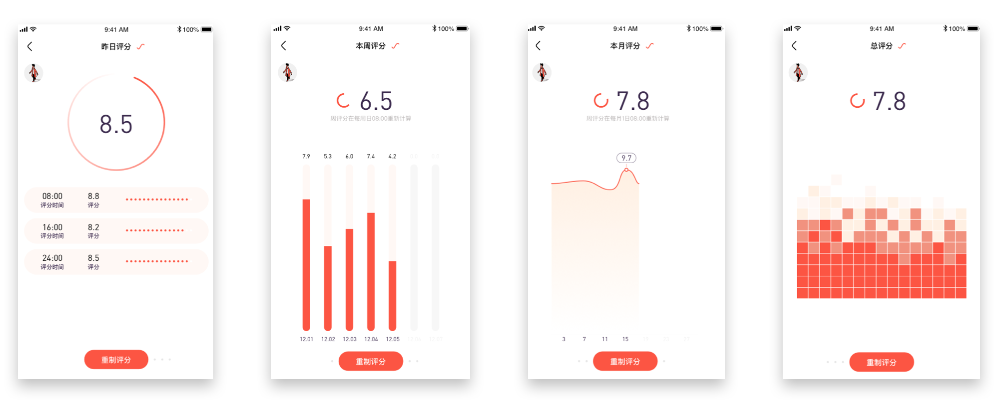 9:41 AM
100%
昨日评分
8.5
08:00
8.8
评分时间
评分
16:00
8.2
评分时间
评分
24:00
8.5
评分时间
评分
重制评分
9:41 AM
100%
本周评分
6.5
周评分在每周日08:00重新计算
7.9 5.3 6.0 7.4 4.2 0.0 0.0
12.01 12.02 12.03 12.04 12.05 12.06 12.07
重制评分
9:41 AM
100%
本月评分
7.8
周评分在每月1日08:00重新计算
9.7
3 7 11 15 19 23 27
重制评分
9:41 AM
100%
总评分
7.8
重制评分